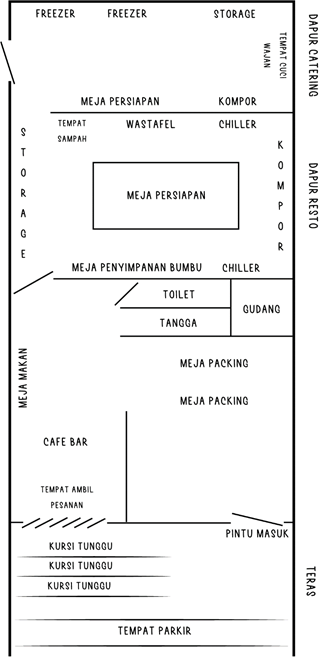 FREEZER FREEZER STORAGE
TEMPAT CUCI
WAJAN
DAPUR CATERING
MEJA PERSIAPAN KOMPOR
TEMPAT
SAMPAH
WASTAFEL CHILLER
STORAGE
KOMPOR
DAPUR RESTO
MEJA PERSIAPAN
MEJA PENYIMPANAN BUMBU CHILLER
TOILET
GUDANG
TANGGA
MEJA MAKAN
MEJA PACKING
MEJA PACKING
CAFE BAR
TEMPAT AMBIL
PESANAN
PINTU MASUK
KURSI TUNGGU
KURSI TUNGGU
KURSI TUNGGU
TERAS
TEMPAT PARKIR